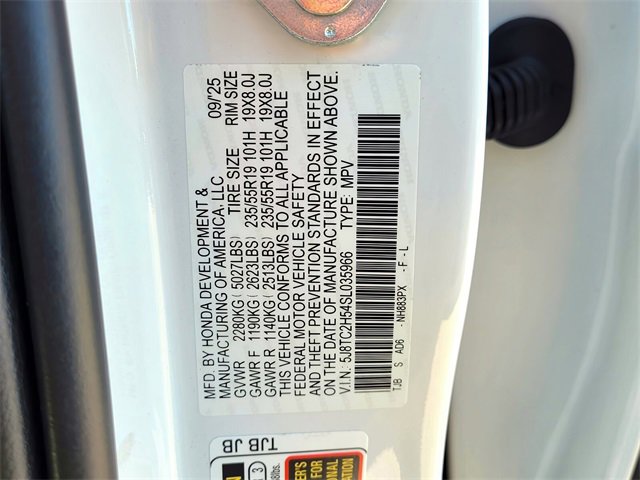 MFD. BY HONDA DEVELOPMENT &
MANUFACTURING OF AMERICA, LLC 09/25
GVWR 2280KG(5027LBS) TIRE SIZE RIM SIZE
GAWR F 1190KG(2623LBS) 235/55R19 101H 19X8.0J
GAWR R 1140KG(2513LBS) 235/55R19 101H 19X8.0J
THIS VEHICLE CONFORMS TO ALL APPLICABLE
FEDERAL MOTOR VEHICLE SAFETY
AND THEFT PREVENTION STANDARDS IN EFFECT
ON THE DATE OF MANUFACTURE SHOWN ABOVE.
V.I.N: 5J8TC2H54SL035966 TYPE: MPV
TJB S AD6 - NH883PX - F - L
TJB JB